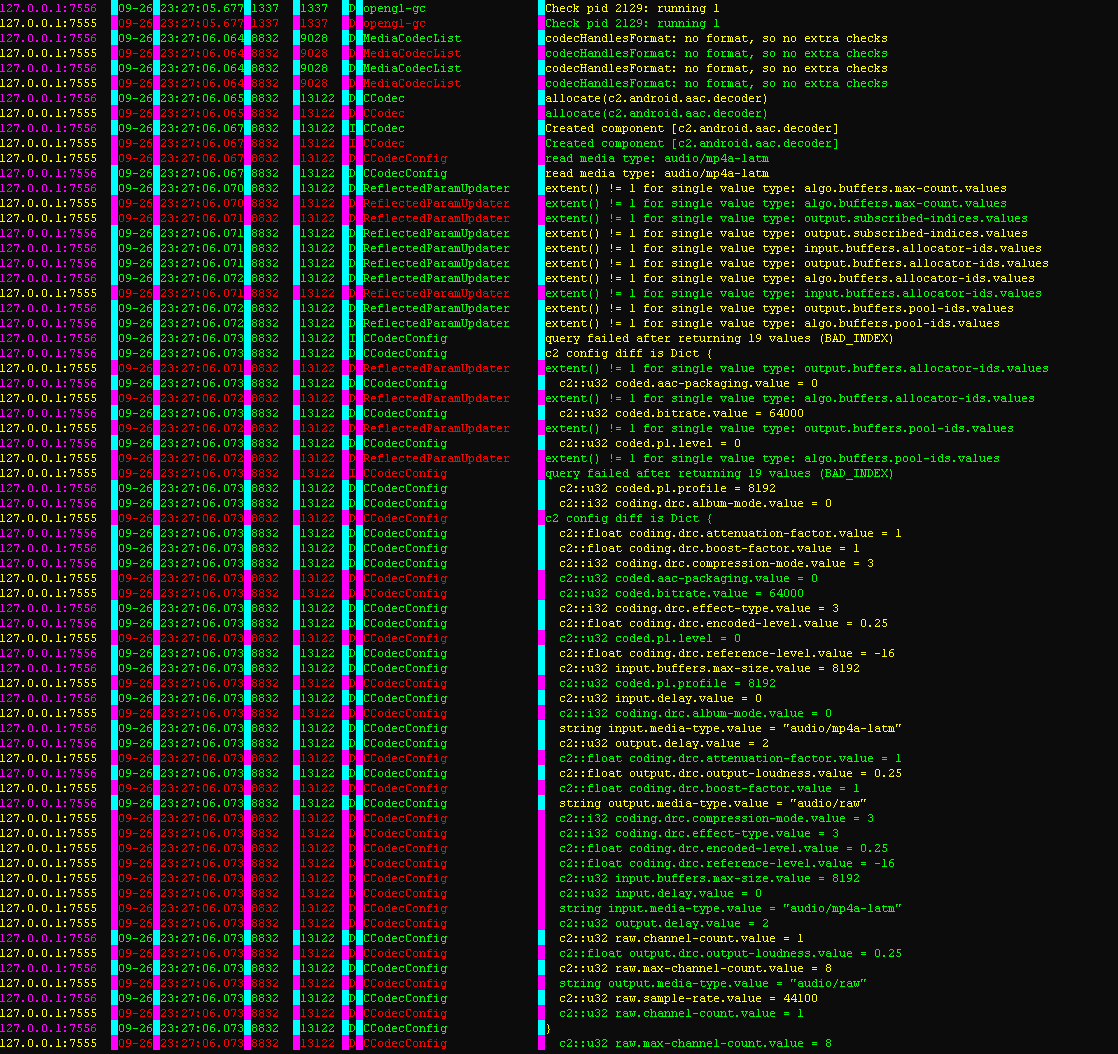 127.0.0.1:7556 09-26 23:27:05.677 1337 1337 D opengl-gc Check pid 2129: running 1
127.0.0.1:7555 09-26 23:27:05.677 1337 1337 D opengl-gc Check pid 2129: running 1
127.0.0.1:7556 09-26 23:27:06.064 8832 9028 D MediaCodecList codecHandlesFormat: no format, so no extra checks
127.0.0.1:7555 09-26 23:27:06.064 8832 9028 D MediaCodecList codecHandlesFormat: no format, so no extra checks
127.0.0.1:7556 09-26 23:27:06.064 8832 9028 D MediaCodecList codecHandlesFormat: no format, so no extra checks
127.0.0.1:7555 09-26 23:27:06.064 8832 9028 D MediaCodecList codecHandlesFormat: no format, so no extra checks
127.0.0.1:7556 09-26 23:27:06.065 8832 13122 D CCodec allocate(c2.android.aac.decoder)
127.0.0.1:7555 09-26 23:27:06.065 8832 13122 D CCodec allocate(c2.android.aac.decoder)
127.0.0.1:7556 09-26 23:27:06.067 8832 13122 I CCodec Created component [c2.android.aac.decoder]
127.0.0.1:7555 09-26 23:27:06.067 8832 13122 I CCodec Created component [c2.android.aac.decoder]
127.0.0.1:7555 09-26 23:27:06.067 8832 13122 D CCodecConfig read media type: audio/mp4a-latm
127.0.0.1:7556 09-26 23:27:06.067 8832 13122 D CCodecConfig read media type: audio/mp4a-latm
127.0.0.1:7556 09-26 23:27:06.070 8832 13122 D ReflectedParamUpdater extent() != 1 for single value type: algo.buffers.max-count.values
127.0.0.1:7555 09-26 23:27:06.070 8832 13122 D ReflectedParamUpdater extent() != 1 for single value type: algo.buffers.max-count.values
127.0.0.1:7555 09-26 23:27:06.071 8832 13122 D ReflectedParamUpdater extent() != 1 for single value type: output.subscribed-indices.values
127.0.0.1:7556 09-26 23:27:06.071 8832 13122 D ReflectedParamUpdater extent() != 1 for single value type: output.subscribed-indices.values
127.0.0.1:7556 09-26 23:27:06.071 8832 13122 D ReflectedParamUpdater extent() != 1 for single value type: input.buffers.allocator-ids.values
127.0.0.1:7556 09-26 23:27:06.071 8832 13122 D ReflectedParamUpdater extent() != 1 for single value type: output.buffers.allocator-ids.values
127.0.0.1:7556 09-26 23:27:06.072 8832 13122 D ReflectedParamUpdater extent() != 1 for single value type: algo.buffers.allocator-ids.values
127.0.0.1:7555 09-26 23:27:06.071 8832 13122 D ReflectedParamUpdater extent() != 1 for single value type: input.buffers.allocator-ids.values
127.0.0.1:7556 09-26 23:27:06.072 8832 13122 D ReflectedParamUpdater extent() != 1 for single value type: output.buffers.pool-ids.values
127.0.0.1:7556 09-26 23:27:06.072 8832 13122 D ReflectedParamUpdater extent() != 1 for single value type: algo.buffers.pool-ids.values
127.0.0.1:7556 09-26 23:27:06.073 8832 13122 I CCodecConfig query failed after returning 19 values (BAD_INDEX)
127.0.0.1:7556 09-26 23:27:06.073 8832 13122 D CCodecConfig c2 config diff is Dict {
127.0.0.1:7555 09-26 23:27:06.071 8832 13122 D ReflectedParamUpdater extent() != 1 for single value type: output.buffers.allocator-ids.values
127.0.0.1:7556 09-26 23:27:06.073 8832 13122 D CCodecConfig c2::u32 coded.aac-packaging.value = 0
127.0.0.1:7555 09-26 23:27:06.072 8832 13122 D ReflectedParamUpdater extent() != 1 for single value type: algo.buffers.allocator-ids.values
127.0.0.1:7556 09-26 23:27:06.073 8832 13122 D CCodecConfig c2::u32 coded.bitrate.value = 64000
127.0.0.1:7555 09-26 23:27:06.072 8832 13122 D ReflectedParamUpdater extent() != 1 for single value type: output.buffers.pool-ids.values
127.0.0.1:7556 09-26 23:27:06.073 8832 13122 D CCodecConfig c2::u32 coded.pl.level = 0
127.0.0.1:7555 09-26 23:27:06.072 8832 13122 D ReflectedParamUpdater extent() != 1 for single value type: algo.buffers.pool-ids.values
127.0.0.1:7555 09-26 23:27:06.073 8832 13122 I CCodecConfig query failed after returning 19 values (BAD_INDEX)
127.0.0.1:7556 09-26 23:27:06.073 8832 13122 D CCodecConfig c2::u32 coded.pl.profile = 8192
127.0.0.1:7556 09-26 23:27:06.073 8832 13122 D CCodecConfig c2::i32 coding.drc.album-mode.value = 0
127.0.0.1:7555 09-26 23:27:06.073 8832 13122 D CCodecConfig c2 config diff is Dict {
127.0.0.1:7556 09-26 23:27:06.073 8832 13122 D CCodecConfig c2::float coding.drc.attenuation-factor.value = 1
127.0.0.1:7556 09-26 23:27:06.073 8832 13122 D CCodecConfig c2::float coding.drc.boost-factor.value = 1
127.0.0.1:7556 09-26 23:27:06.073 8832 13122 D CCodecConfig c2::i32 coding.drc.compression-mode.value = 3
127.0.0.1:7555 09-26 23:27:06.073 8832 13122 D CCodecConfig c2::u32 coded.aac-packaging.value = 0
127.0.0.1:7555 09-26 23:27:06.073 8832 13122 D CCodecConfig c2::u32 coded.bitrate.value = 64000
127.0.0.1:7556 09-26 23:27:06.073 8832 13122 D CCodecConfig c2::i32 coding.drc.effect-type.value = 3
127.0.0.1:7556 09-26 23:27:06.073 8832 13122 D CCodecConfig c2::float coding.drc.encoded-level.value = 0.25
127.0.0.1:7555 09-26 23:27:06.073 8832 13122 D CCodecConfig c2::u32 coded.pl.level = 0
127.0.0.1:7556 09-26 23:27:06.073 8832 13122 D CCodecConfig c2::float coding.drc.reference-level.value = -16
127.0.0.1:7556 09-26 23:27:06.073 8832 13122 D CCodecConfig c2::u32 input.buffers.max-size.value = 8192
127.0.0.1:7555 09-26 23:27:06.073 8832 13122 D CCodecConfig c2::u32 coded.pl.profile = 8192
127.0.0.1:7556 09-26 23:27:06.073 8832 13122 D CCodecConfig c2::u32 input.delay.value = 0
127.0.0.1:7555 09-26 23:27:06.073 8832 13122 D CCodecConfig c2::i32 coding.drc.album-mode.value = 0
127.0.0.1:7556 09-26 23:27:06.073 8832 13122 D CCodecConfig string input.media-type.value = "audio/mp4a-latm"
127.0.0.1:7556 09-26 23:27:06.073 8832 13122 D CCodecConfig c2::u32 output.delay.value = 2
127.0.0.1:7555 09-26 23:27:06.073 8832 13122 D CCodecConfig c2::float coding.drc.attenuation-factor.value = 1
127.0.0.1:7556 09-26 23:27:06.073 8832 13122 D CCodecConfig c2::float output.drc.output-loudness.value = 0.25
127.0.0.1:7555 09-26 23:27:06.073 8832 13122 D CCodecConfig c2::float coding.drc.boost-factor.value = 1
127.0.0.1:7556 09-26 23:27:06.073 8832 13122 D CCodecConfig string output.media-type.value = "audio/raw"
127.0.0.1:7555 09-26 23:27:06.073 8832 13122 D CCodecConfig c2::i32 coding.drc.compression-mode.value = 3
127.0.0.1:7555 09-26 23:27:06.073 8832 13122 D CCodecConfig c2::i32 coding.drc.effect-type.value = 3
127.0.0.1:7555 09-26 23:27:06.073 8832 13122 D CCodecConfig c2::float coding.drc.encoded-level.value = 0.25
127.0.0.1:7555 09-26 23:27:06.073 8832 13122 D CCodecConfig c2::float coding.drc.reference-level.value = -16
127.0.0.1:7555 09-26 23:27:06.073 8832 13122 D CCodecConfig c2::u32 input.buffers.max-size.value = 8192
127.0.0.1:7555 09-26 23:27:06.073 8832 13122 D CCodecConfig c2::u32 input.delay.value = 0
127.0.0.1:7555 09-26 23:27:06.073 8832 13122 D CCodecConfig string input.media-type.value = "audio/mp4a-latm"
127.0.0.1:7555 09-26 23:27:06.073 8832 13122 D CCodecConfig c2::u32 output.delay.value = 2
127.0.0.1:7556 09-26 23:27:06.073 8832 13122 D CCodecConfig c2::u32 raw.channel-count.value = 1
127.0.0.1:7555 09-26 23:27:06.073 8832 13122 D CCodecConfig c2::float output.drc.output-loudness.value = 0.25
127.0.0.1:7556 09-26 23:27:06.073 8832 13122 D CCodecConfig c2::u32 raw.max-channel-count.value = 8
127.0.0.1:7555 09-26 23:27:06.073 8832 13122 D CCodecConfig string output.media-type.value = "audio/raw"
127.0.0.1:7556 09-26 23:27:06.073 8832 13122 D CCodecConfig c2::u32 raw.sample-rate.value = 44100
127.0.0.1:7555 09-26 23:27:06.073 8832 13122 D CCodecConfig c2::u32 raw.channel-count.value = 1
127.0.0.1:7556 09-26 23:27:06.073 8832 13122 D CCodecConfig }
127.0.0.1:7555 09-26 23:27:06.073 8832 13122 D CCodecConfig c2::u32 raw.max-channel-count.value = 8